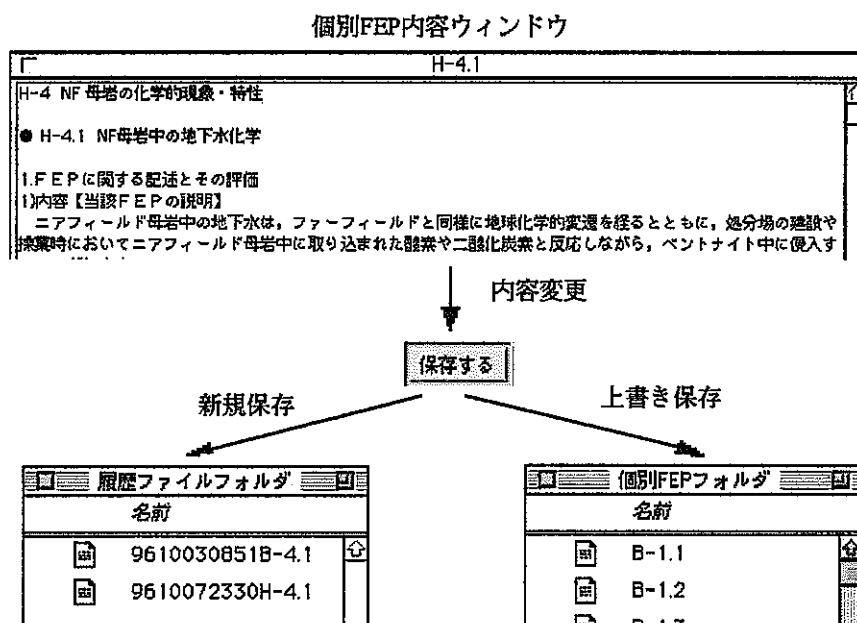 個別FEP内容ウィンドウ
H-4.1
H-4 NF 母岩の化学的現象・特性
● H-4.1 NF母岩中の地下水化学
1.FEPに関する記述とその評価
1)内容【当該FEPの説明】
ニアフィールド母岩中の地下水は，ファーフィールドと同様に地球化学的変遷を経るとともに，処分場の建設や
操業時においてニアフィールド母岩中に取り込まれた酸素や二酸化炭素と反応しながら，ベントナイト中に侵入す
内容変更
保存する
新規保存
上書き保存
履歴ファイルフォルダ
個別FEPフォルダ
名前
名前
9610030851B-4.1
B-1.1
9610072330H-4.1
B-1.2